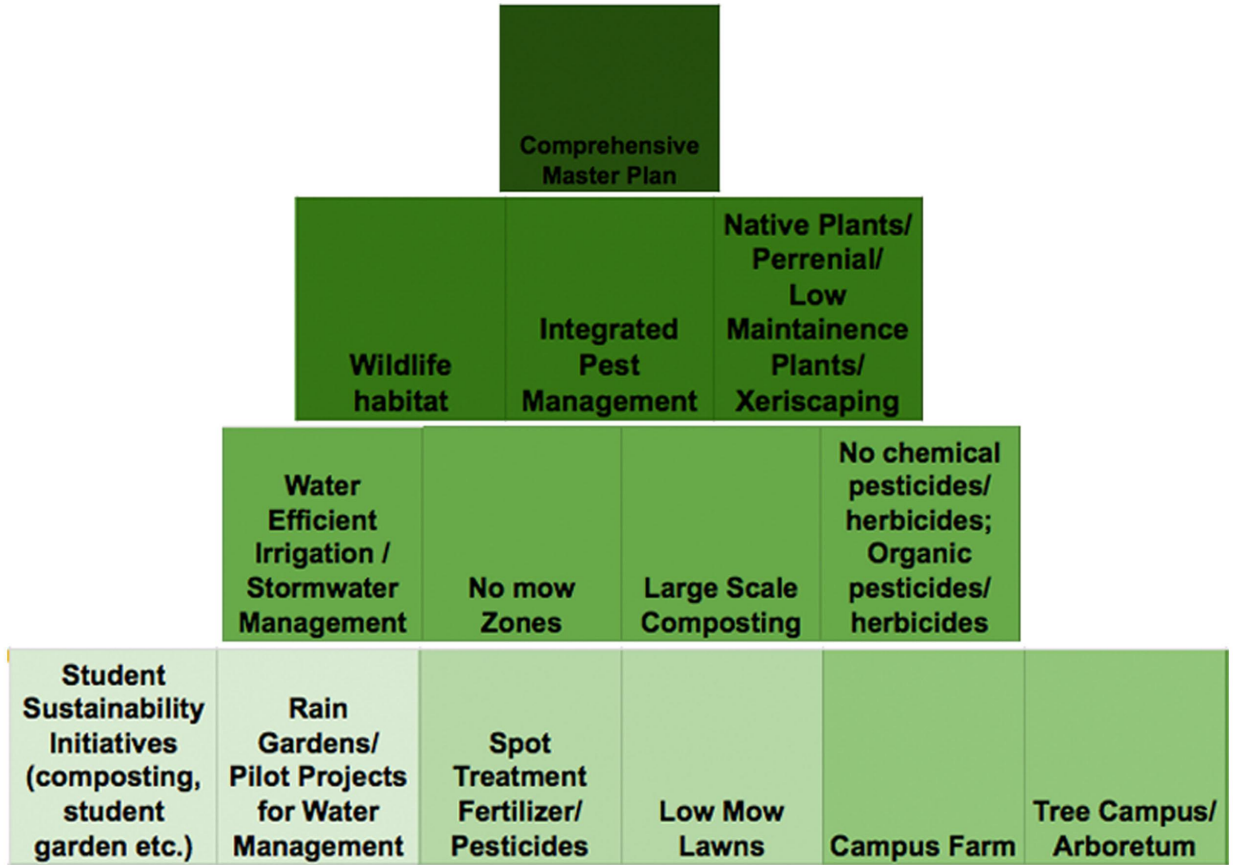 Comprehensive
Master Plan
Wildlife
habitat
Integrated
Pest
Management
Native Plants/
Perrenial/
Low
Maintainence
Plants/
Xeriscaping
Water
Efficient
Irrigation /
Stormwater
Management
No mow
Zones
Large Scale
Composting
No chemical
pesticides/
herbicides;
Organic
pesticides/
herbicides
Student
Sustainability
Initiatives
(composting,
student
garden etc.)
Rain
Gardens/
Pilot Projects
for Water
Management
Spot
Treatment
Fertilizer/
Pesticides
Low Mow
Lawns
Campus Farm
Tree Campus/
Arboretum